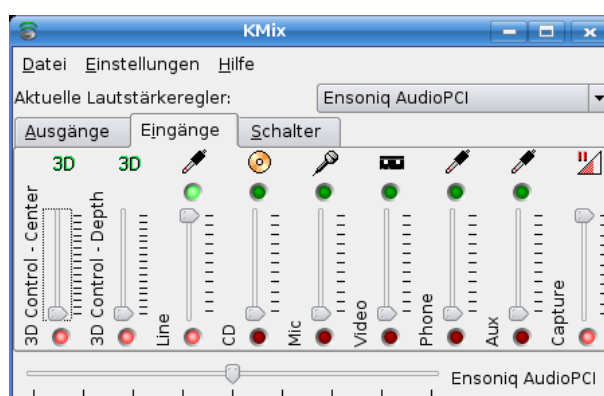 KMix
Datei Einstellungen Hilfe
Aktuelle Lautstärkeregler: Ensoniq AudioPCI
Ausgänge Eingänge Schalter
3D 3D
3D Control - Center
3D Control - Depth
Line
CD
Mic
Video
Phone
Aux
Capture
Ensoniq AudioPCI